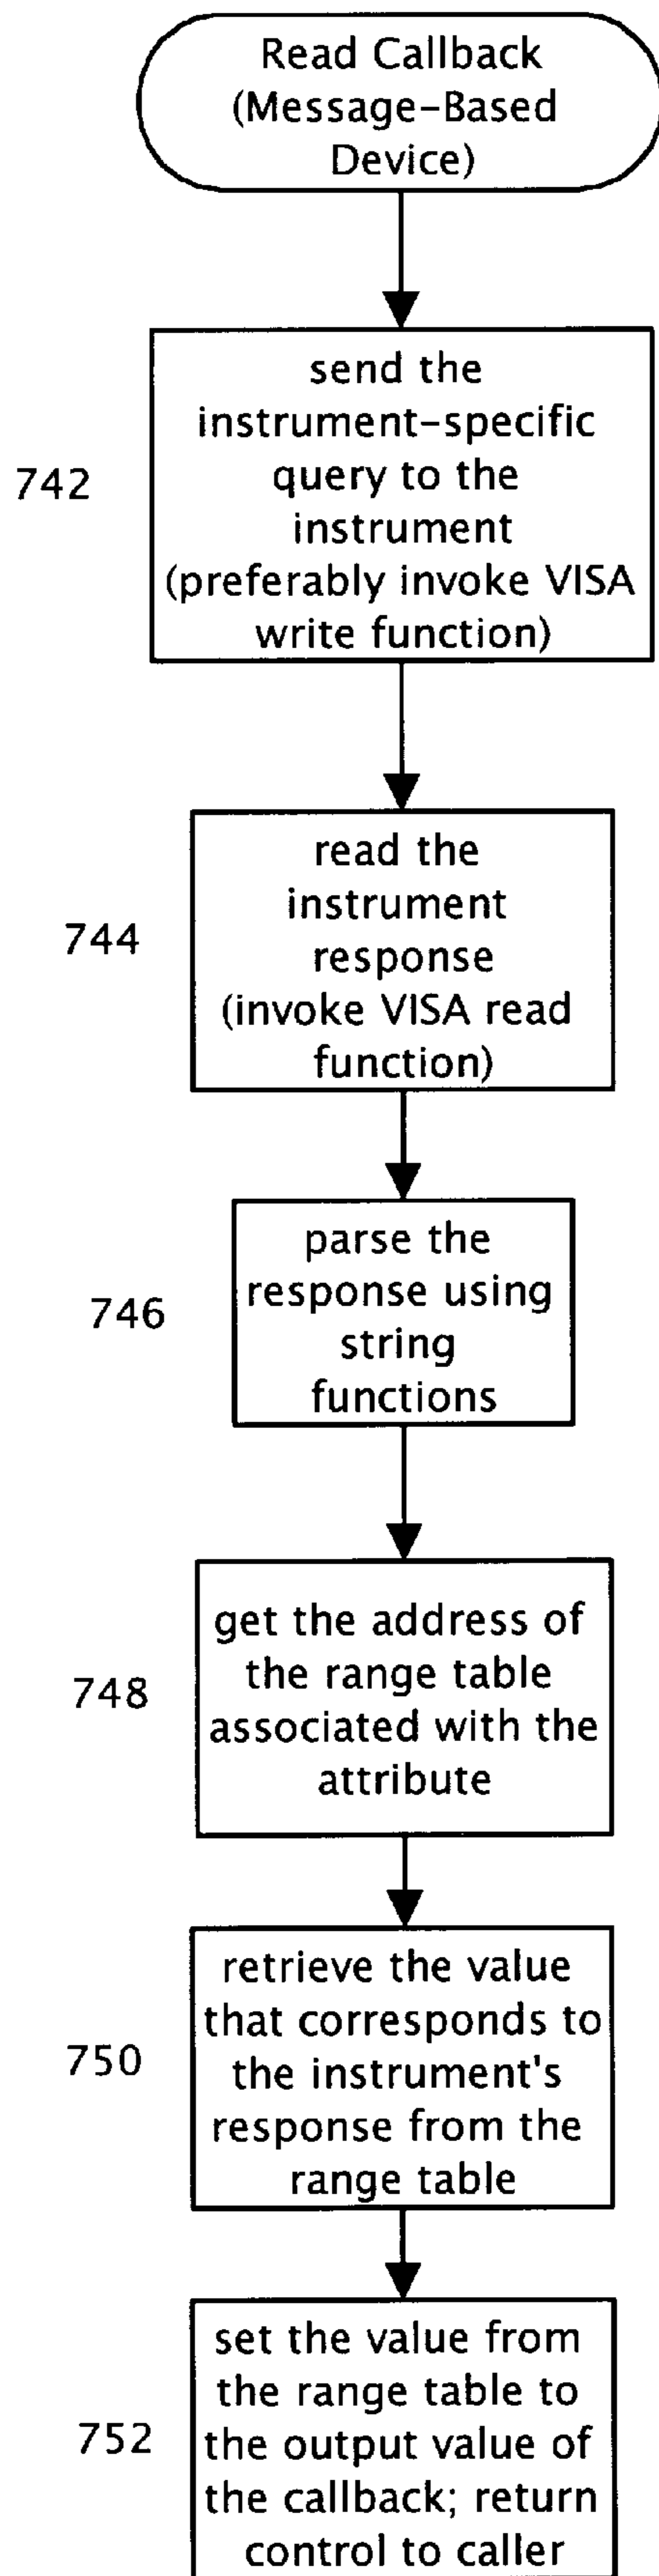 Read Callback
(Message-Based
Device)
send the
instrument-specific
742
query to the
instrument
(preferably invoke VISA
write function)
read the
instrument
744
response
(invoke VISA read
function)
parse the
response using
746
string
functions
get the address of
the range table
748
associated with the
attribute
retrieve the value
that corresponds to
750
the instrument's
response from the
range table
set the value from
the range table to
752
the output value of
the callback; return
control to caller